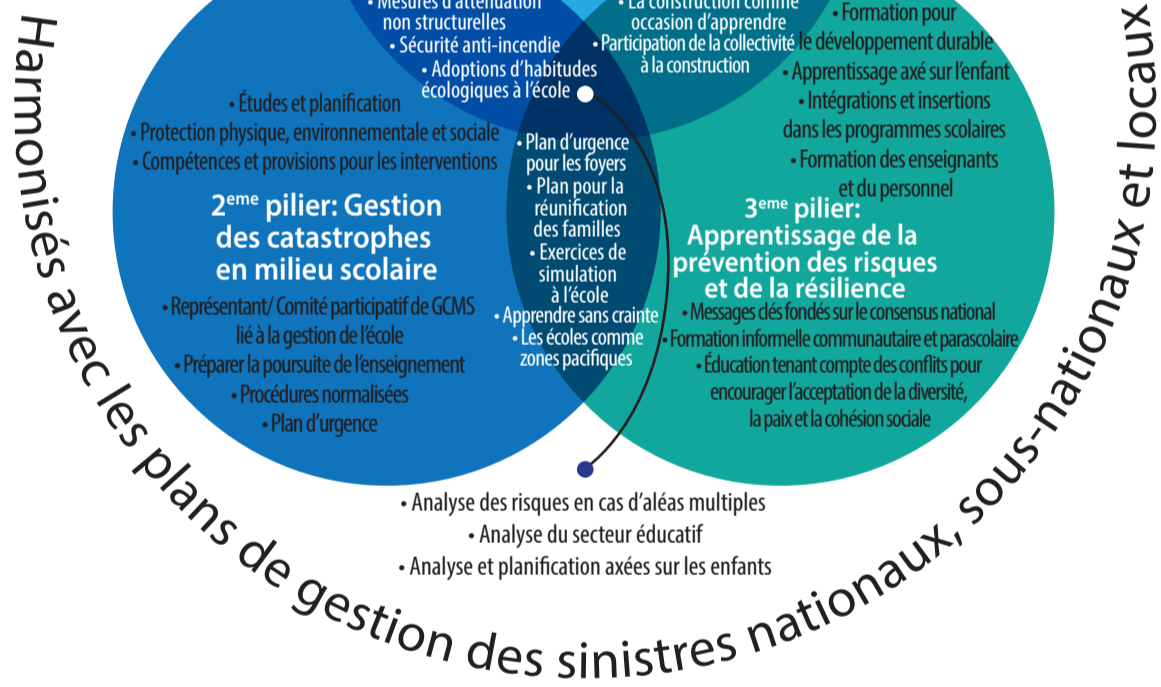 • Mesures d'atténuation
non structurelles
• Sécurité anti-incendie
• Adoptions d'habitudes
écologiques à l'école
• La construction comme
occasion d'apprendre
• Participation de la collectivité
à la construction
• Formation pour
le développement durable
• Apprentissage axé sur l'enfant
• Intégrations et insertions
dans les programmes scolaires
• Formation des enseignants
et du personnel
• Études et planification
• Protection physique, environnementale et sociale
• Compétences et provisions pour les interventions
2eme pilier: Gestion
des catastrophes
en milieu scolaire
• Représentant/ Comité participatif de GCMS
lié à la gestion de l'école
• Préparer la poursuite de l'enseignement
• Procédures normalisées
• Plan d'urgence
• Plan d'urgence
pour les foyers
• Plan pour la
réunification
des familles
• Exercices de
simulation
à l'école
• Apprendre sans crainte
• Les écoles comme
zones pacifiques
3eme pilier:
Apprentissage de la
prévention des risques
et de la résilience
• Messages clés fondés sur le consensus national
• Formation informelle communautaire et parascolaire
• Éducation tenant compte des conflits pour
encourager l'acceptation de la diversité,
la paix et la cohésion sociale
• Analyse des risques en cas d'aléas multiples
• Analyse du secteur éducatif
• Analyse et planification axées sur les enfants
Harmonisés avec les plans de gestion des sinistres nationaux, sous-nationaux et locaux